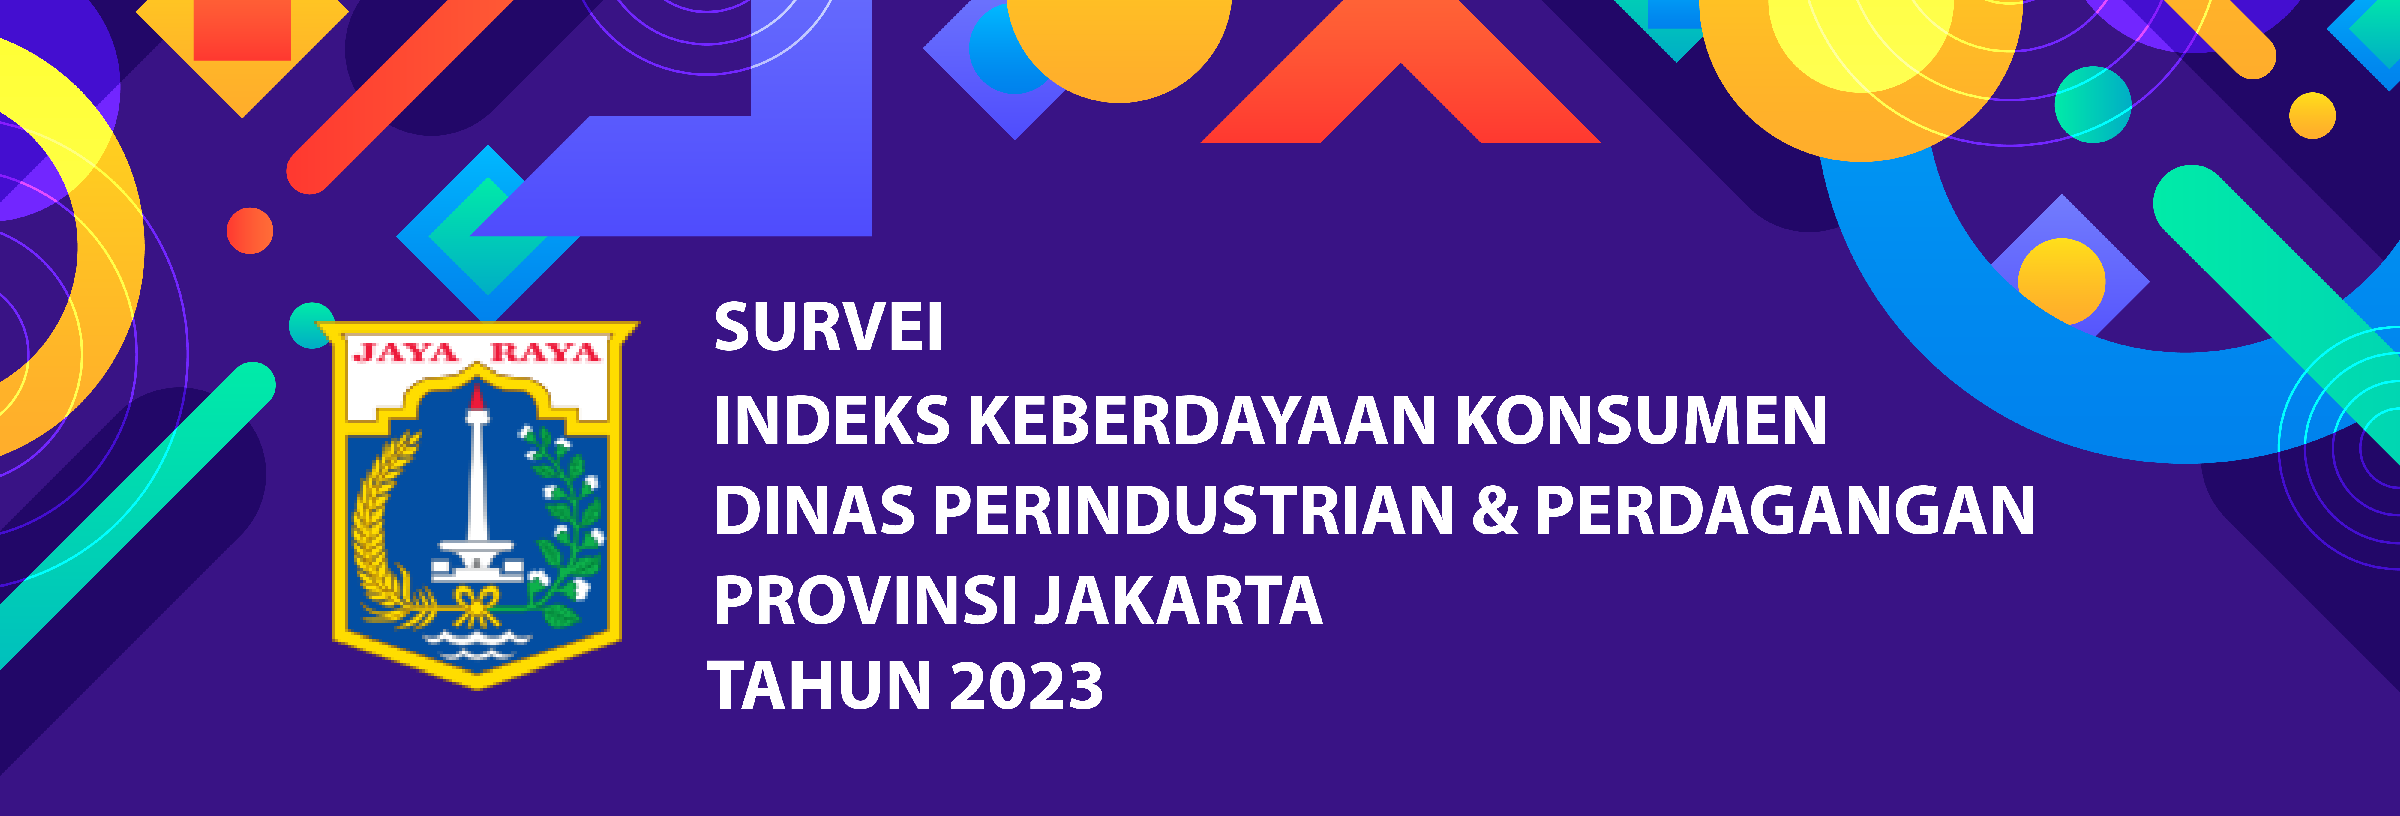 JAYA RAYA
SURVEI
INDEKS KEBERDAYAAN KONSUMEN
DINAS PERINDUSTRIAN & PERDAGANGAN
PROVINSI JAKARTA
TAHUN 2023